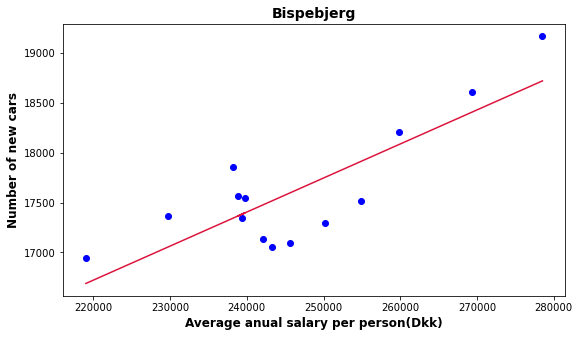 Bispebjerg
Number of new cars
19000
18500
18000
17500
17000
220000 230000 240000 250000 260000 270000 280000
Average anual salary per person(Dkk)